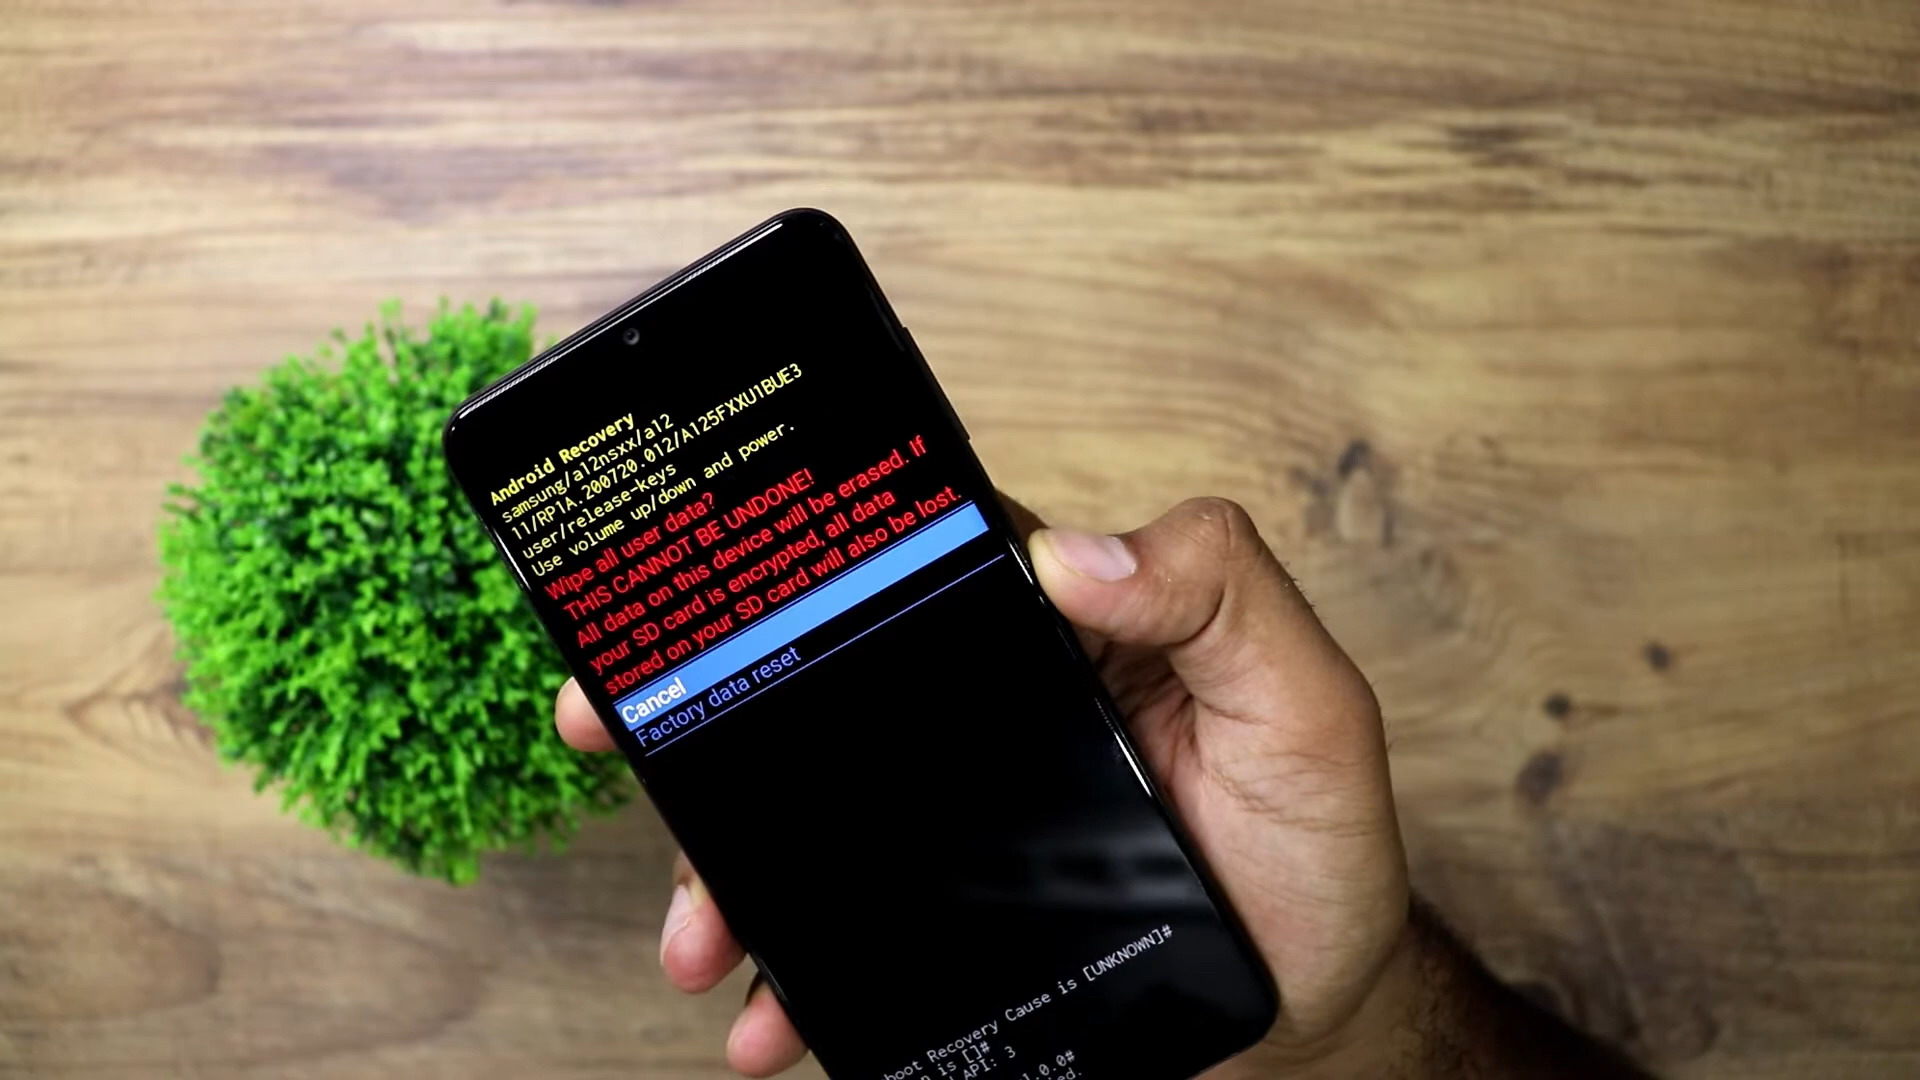 Android Recovery
samsung/a12nsxx/a12
11/RP1A.200720.012/A125FXXU1BUE3
user/release-keys
Use volume up/down and power.
Wipe all user data?
THIS CANNOT BE UNDONE!
All data on this device will be erased. If
your SD card is encrypted, all data
stored on your SD card will also be lost.
Cancel
Factory data reset
Recovery Cause is [UNKNOWN]#
is []#
API: 3